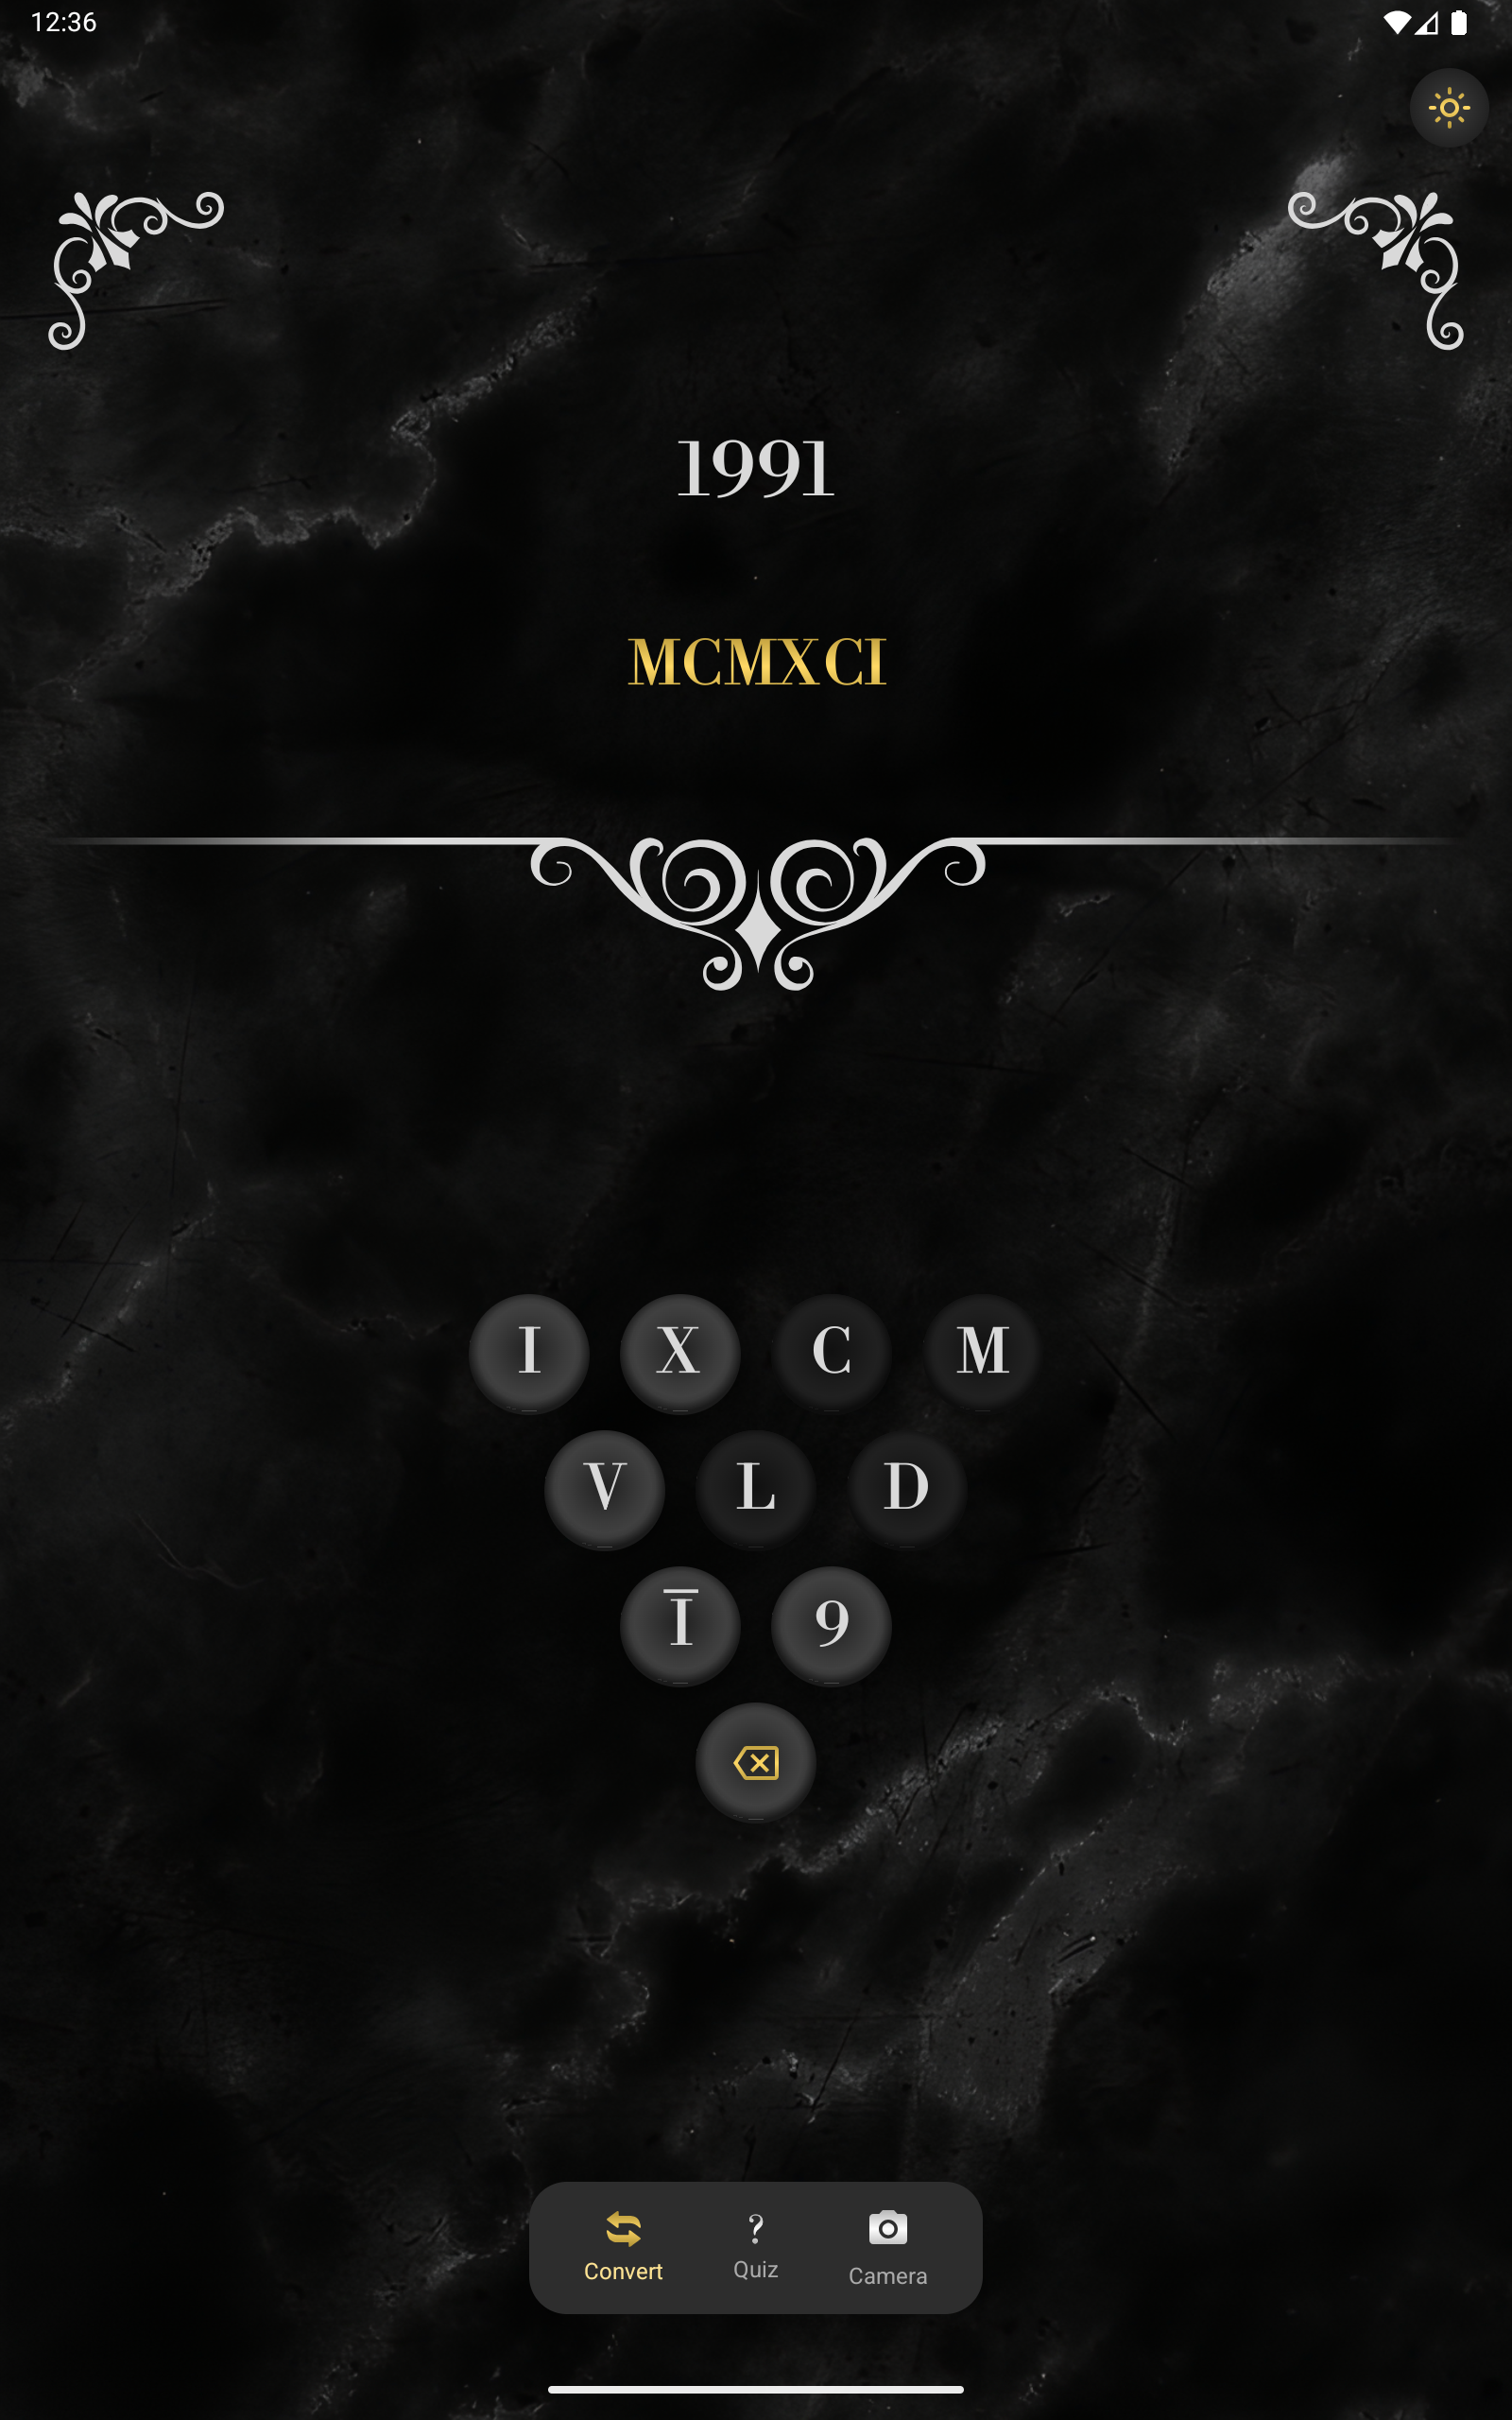 12:36
1991
MCMXCI
I X C M
V L D
I̅ 9
Convert ? Quiz Camera